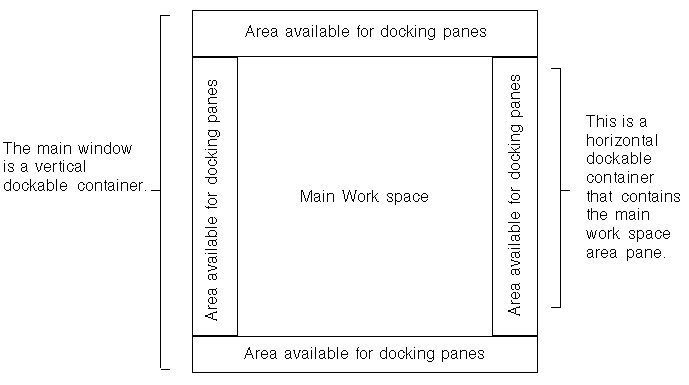 Area available for docking panes
The main window
is a vertical
dockable container.
Area available for docking panes
Main Work space
Area available for docking panes
This is a
horizontal
dockable
container
that contains
the main
work space
area pane.
Area available for docking panes